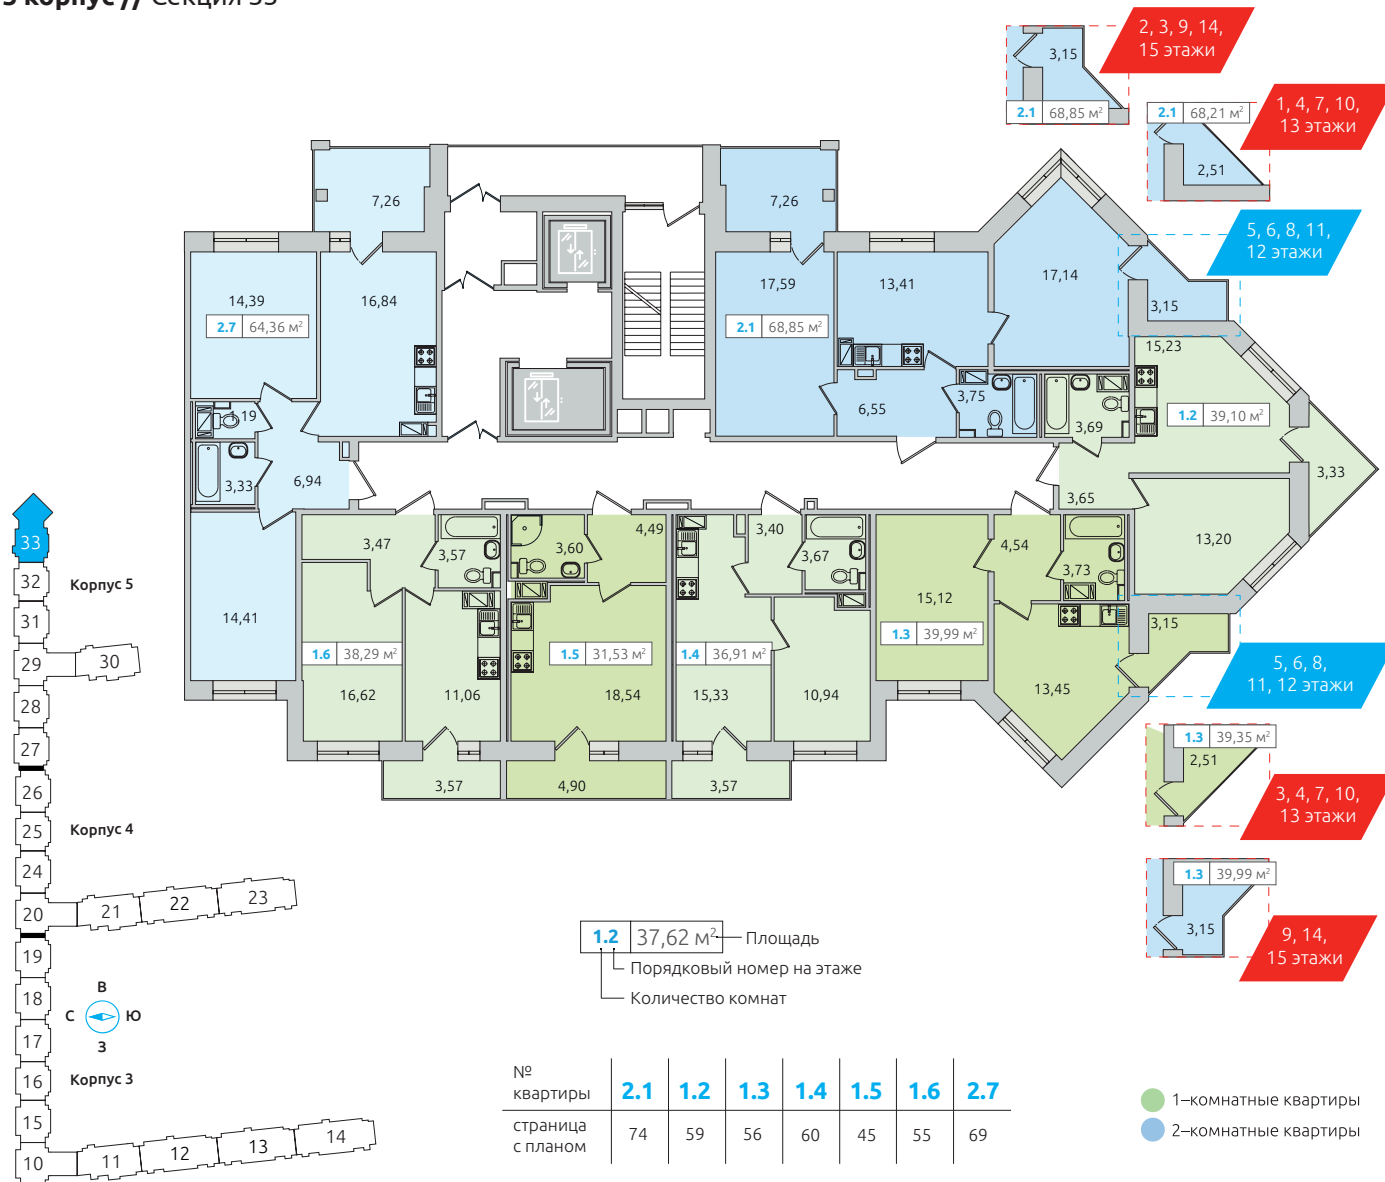 5 корпус // Секция 33
2, 3, 9, 14,
15 этажи
3,15
2.1 68,85 м²
1, 4, 7, 10,
13 этажи
2.1 68,21 м²
2,51
5, 6, 8, 11,
12 этажи
7,26
7,26
14,39
2.7 64,36 м²
16,84
17,59
2.1 68,85 м²
13,41
17,14
3,15
15,23
1,19
3,33
6,94
6,55
3,75
3,69
1.2 39,10 м²
3,33
3,65
13,20
14,41
3,47
3,57
1.6 38,29 м²
16,62
11,06
3,57
3,60
4,49
1.5 31,53 м²
18,54
4,90
3,40
3,67
1.4 36,91 м²
15,33
10,94
3,57
15,12
1.3 39,99 м²
4,54
3,73
13,45
3,15
5, 6, 8,
11, 12 этажи
1.3 39,35 м²
2,51
3, 4, 7, 10,
13 этажи
1.3 39,99 м²
3,15
9, 14,
15 этажи
33
32
Корпус 5
31
29
30
28
27
26
25
Корпус 4
24
20
21
22
23
19
18
17
16
Корпус 3
15
10
11
12
13
14
В
С
Ю
З
1.2 37,62 м²
Площадь
Порядковый номер на этаже
Количество комнат
№
квартиры 2.1 1.2 1.3 1.4 1.5 1.6 2.7
страница
с планом 74 59 56 60 45 55 69
1–комнатные квартиры
2–комнатные квартиры